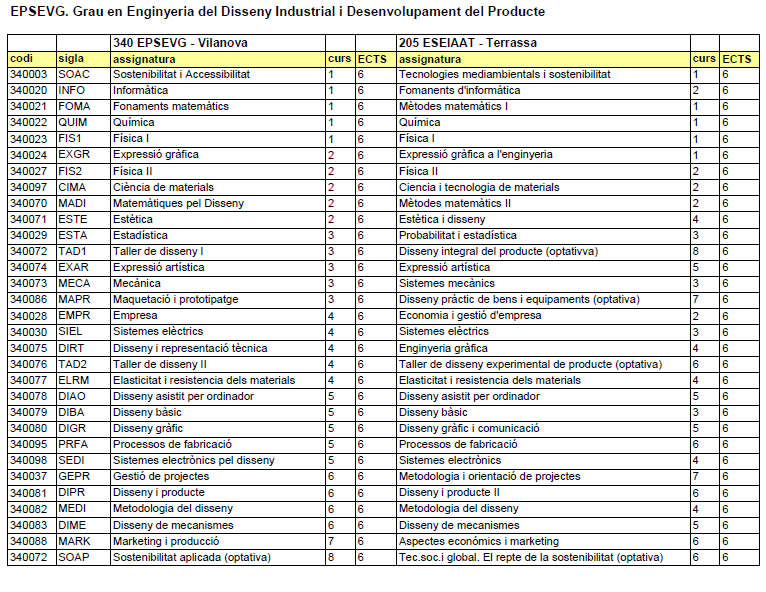 EPSEVG. Grau en Enginyeria del Disseny Industrial i Desenvolupament del Producte
340 EPSEVG - Vilanova 205 ESEIAAT - Terrassa
codi sigla assignatura curs ECTS assignatura curs ECTS
340003 SOAC Sostenibilitat i Accessibilitat 1 6 Tecnologies mediambientals i sostenibilitat 1 6
340020 INFO Informàtica 1 6 Fomanents d'informàtica 2 6
340021 FOMA Fonaments matemàtics 1 6 Mètodes matemàtics I 1 6
340022 QUIM Química 1 6 Química 1 6
340023 FIS1 Física I 1 6 Física I 1 6
340024 EXGR Expressió gràfica 2 6 Expressió gràfica a l'enginyeria 1 6
340027 FIS2 Física II 2 6 Física II 2 6
340097 CIMA Ciència de materials 2 6 Ciencia i tecnologia de materials 2 6
340070 MADI Matemàtiques pel Disseny 2 6 Mètodes matemàtics II 2 6
340071 ESTE Estètica 2 6 Estètica i disseny 4 6
340029 ESTA Estadística 3 6 Probabilitat i estadística 3 6
340072 TAD1 Taller de disseny I 3 6 Disseny integral del producte (optativva) 8 6
340074 EXAR Expressió artística 3 6 Expressió artística 5 6
340073 MECA Mecànica 3 6 Sistemes mecànics 3 6
340086 MAPR Maquetació i prototipatge 3 6 Disseny pràctic de bens i equipaments (optativa) 7 6
340028 EMPR Empresa 4 6 Economia i gestió d'empresa 2 6
340030 SIEL Sistemes elèctrics 4 6 Sistemes elèctrics 3 6
340075 DIRT Disseny i representació tècnica 4 6 Enginyeria gràfica 4 6
340076 TAD2 Taller de disseny II 4 6 Taller de disseny experimental de producte (optativa) 6 6
340077 ELRM Elasticitat i resistencia dels materials 4 6 Elasticitat i resistencia dels materials 4 6
340078 DIAO Disseny asistit per ordinador 5 6 Disseny asistit per ordinador 5 6
340079 DIBA Disseny bàsic 5 6 Disseny bàsic 3 6
340080 DIGR Disseny gràfic 5 6 Disseny gràfic i comunicació 5 6
340095 PRFA Processos de fabricació 5 6 Processos de fabricació 6 6
340098 SEDI Sistemes electrònics pel disseny 5 6 Sistemes electrònics 4 6
340037 GEPR Gestió de projectes 6 6 Metodologia i orientació de projectes 7 6
340081 DIPR Disseny i producte 6 6 Disseny i producte II 6 6
340082 MEDI Metodologia del disseny 6 6 Metodologia del disseny 4 6
340083 DIME Disseny de mecanismes 6 6 Disseny de mecanismes 5 6
340088 MARK Marketing i producció 7 6 Aspectes económics i marketing 6 6
340072 SOAP Sostenibilitat aplicada (optativa) 8 6 Tec.soc.i global. El repte de la sostenibilitat (optativa) 6 6